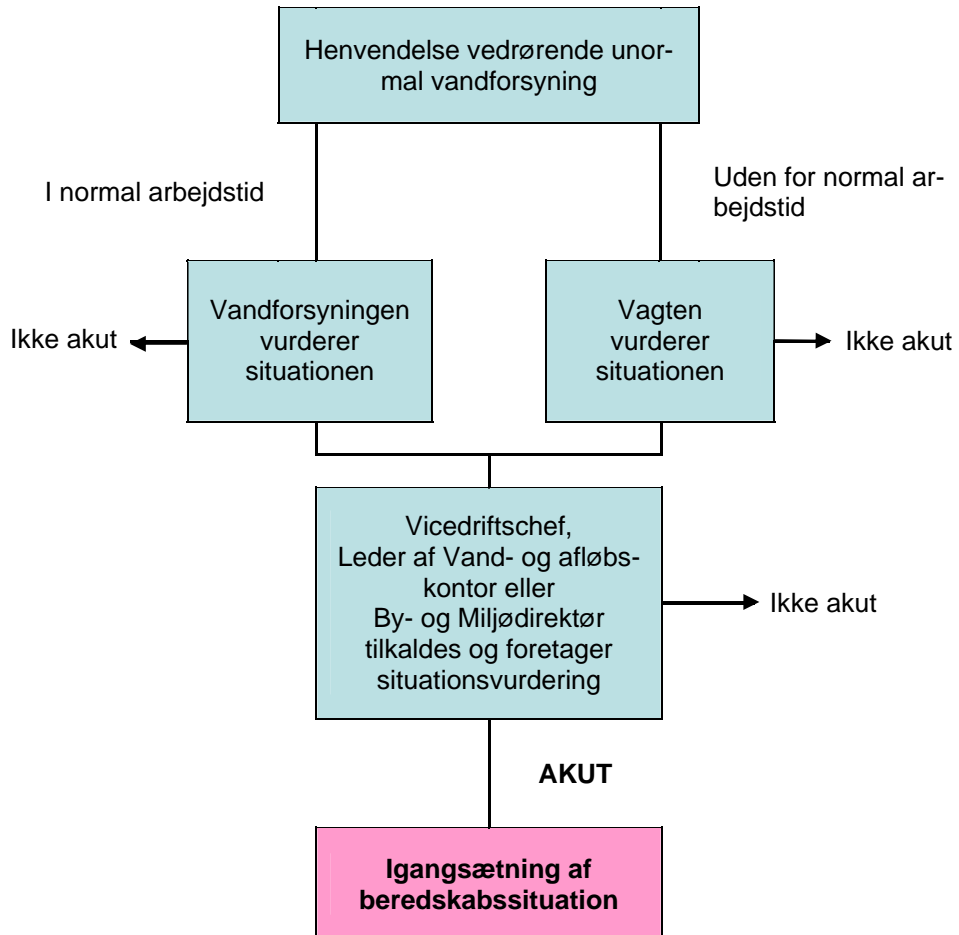 Henvendelse vedrørende unor-
mal vandforsyning
I normal arbejdstid
Uden for normal ar-
bejdstid
Ikke akut
Vandforsyningen
vurderer
situationen
Vagten
vurderer
situationen
Ikke akut
Vicedriftschef,
Leder af Vand- og afløbs-
kontor eller
By- og Miljødirektør
tilkaldes og foretager
situationsvurdering
Ikke akut
AKUT
Igangsætning af
beredskabssituation